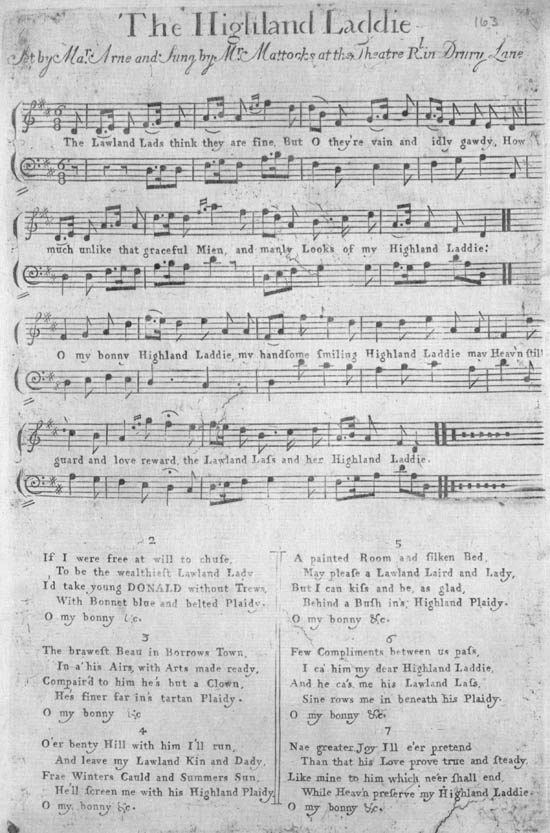 The Highland Laddie
163
Set by Mar. Arne and Sung by Mr. Mattocks at the Theatre Rl. in Drury Lane
The Lawland Lads think they are fine, But O they're vain and idly gawdy, How
much unlike that graceful Mien, and manly Looks of my Highland Laddie.
O my bonny Highland Laddie, my handſome ſmiling Highland Laddie may Heav'n ſtill
guard and love reward, the Lawland Laſs and her Highland Laddie.
2
If I were free at will to chuſe,
To be the wealthieſt Lawland Lady
I'd take young DONALD without Trews,
With Bonnet blue and belted Plaidy.
O my bonny &c.
3
The braweſt Beau in Borrows Town,
In a' his Airs, with Arts made ready,
Compair'd to him he's but a Clown,
He's finer far in's tartan Plaidy.
O my bonny &c
4
O'er benty Hill with him I'll run,
And leave my Lawland Kin and Dady,
Frae Winters Cauld and Summers Sun,
He'll ſcreen me with his Highland Plaidy
O my bonny &c.
5
A painted Room and ſilken Bed,
May pleaſe a Lawland Laird and Lady,
But I can kiſs and be, as glad,
Behind a Buſh in's Highland Plaidy.
O my bonny &c.
6
Few Compliments between us paſs,
I ca' him my dear Highland Laddie,
And he ca's me his Lawland Laſs,
Sine rows me in beneath his Plaidy.
O my bonny &c.
7
Nae greater Joy I'll e'er pretend
Than that his Love prove true and ſteady
Like mine to him which neer ſhall end
While Heav'n preſerve my Highland Laddie
O my bonny &c.